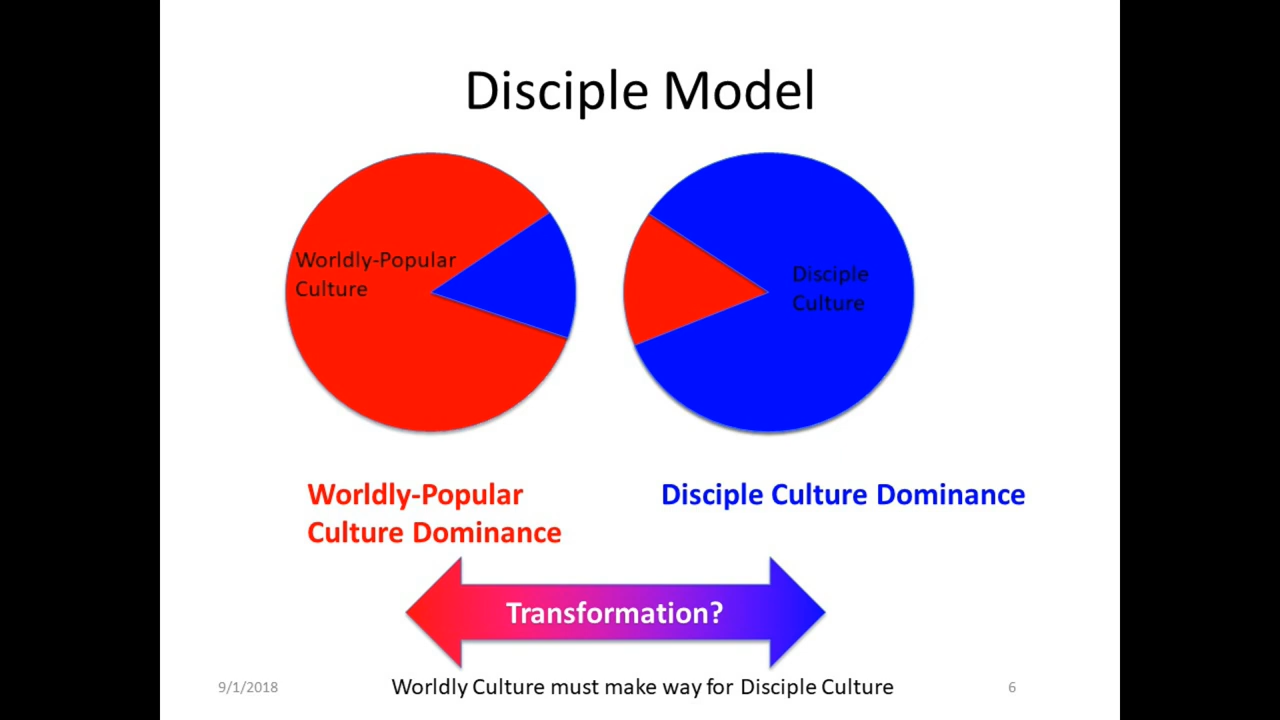 Disciple Model
Worldly-Popular
Culture
Disciple
Culture
Worldly-Popular
Culture Dominance
Disciple Culture Dominance
Transformation?
9/1/2018
Worldly Culture must make way for Disciple Culture
6